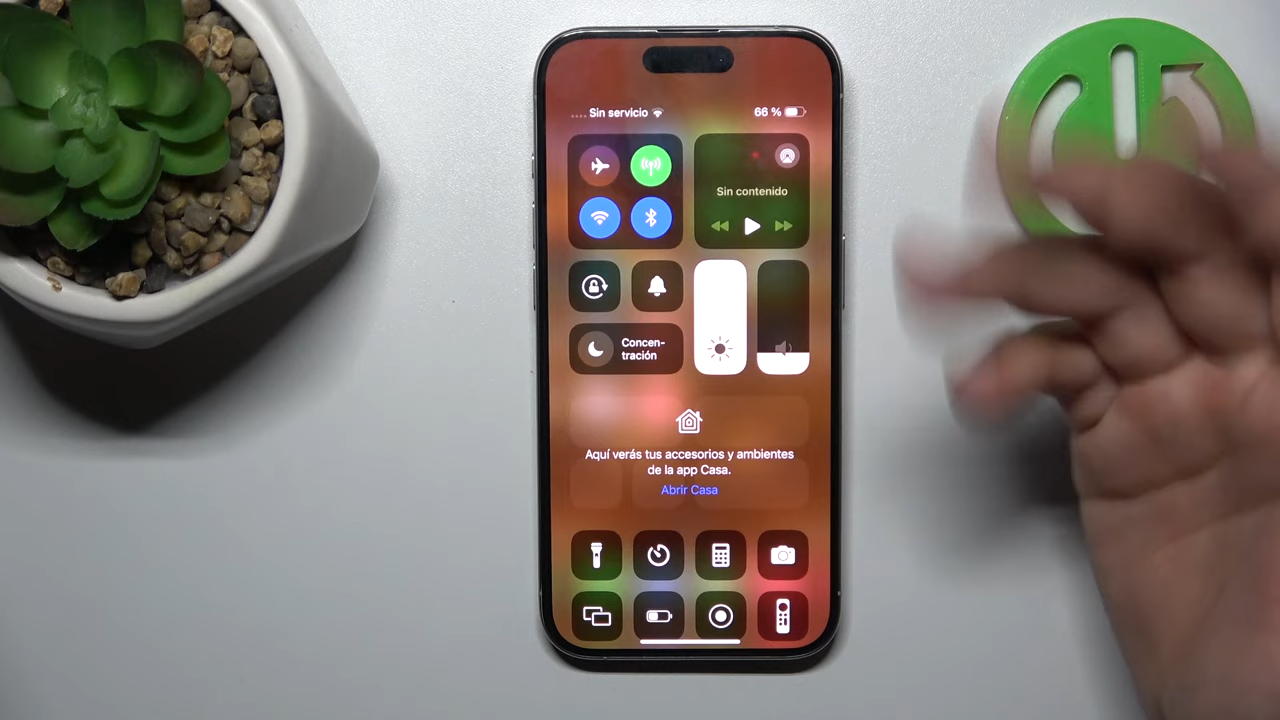 Sin servicio
66 %
Sin contenido
Concen-
tración
Aquí verás tus accesorios y ambientes
de la app Casa.
Abrir Casa